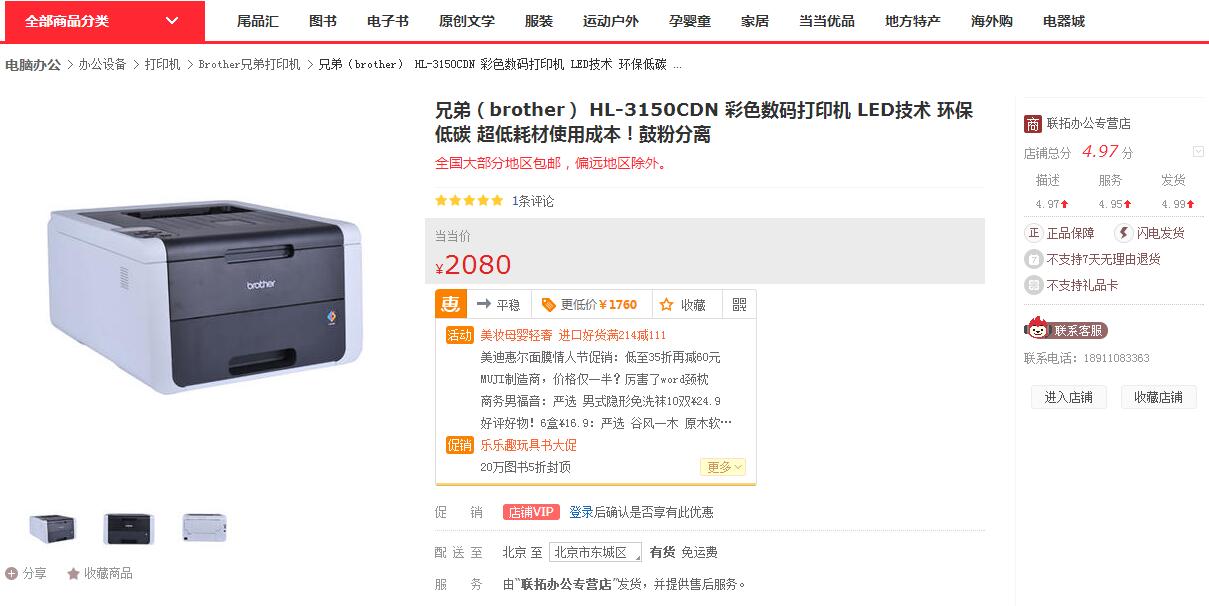 全部商品分类 尾品汇 图书 电子书 原创文学 服装 运动户外 孕婴童 家居 当当优品 地方特产 海外购 电器城
电脑办公 > 办公设备 > 打印机 > Brother兄弟打印机 > 兄弟（brother） HL-3150CDN 彩色数码打印机 LED技术 环保低碳 ...
兄弟（brother） HL-3150CDN 彩色数码打印机 LED技术 环保
低碳 超低耗材使用成本！鼓粉分离
全国大部分地区包邮，偏远地区除外。
1条评论
当当价
¥2080
惠 平稳 更低价￥1760 收藏
活动 美妆母婴轻奢 进口好货满214减111
美迪惠尔面膜情人节促销：低至35折再减60元
MUJI制造商，价格仅一半？厉害了word颈枕
商务男福音：严选 男式隐形免洗袜10双¥24.9
好评好物！6盒¥16.9：严选 谷风一木 原木软…
促销 乐乐趣玩具书大促
20万图书5折封顶
更多
促 销 店铺VIP 登录后确认是否享有此优惠
配 送 至 北京 至 北京市东城区 有货 免运费
服 务 由“联拓办公专营店”发货，并提供售后服务。
brother
分享 收藏商品
商 联拓办公专营店
店铺总分 4.97 分
描述 服务 发货
4.97 4.95 4.99
正 正品保障 闪电发货
7 不支持7天无理由退货
不支持礼品卡
联系客服
联系电话：18911083363
进入店铺 收藏店铺